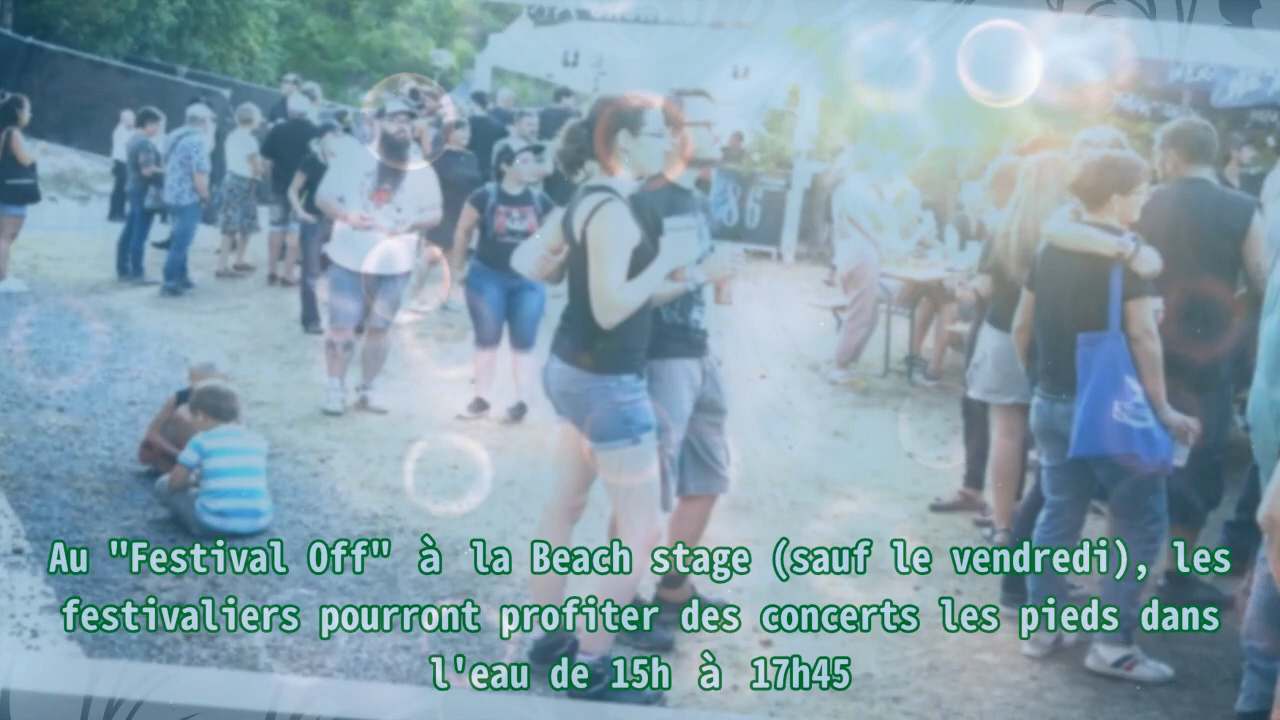 Au "Festival Off" à la Beach stage (sauf le vendredi), les
festivaliers pourront profiter des concerts les pieds dans
l'eau de 15h à 17h45